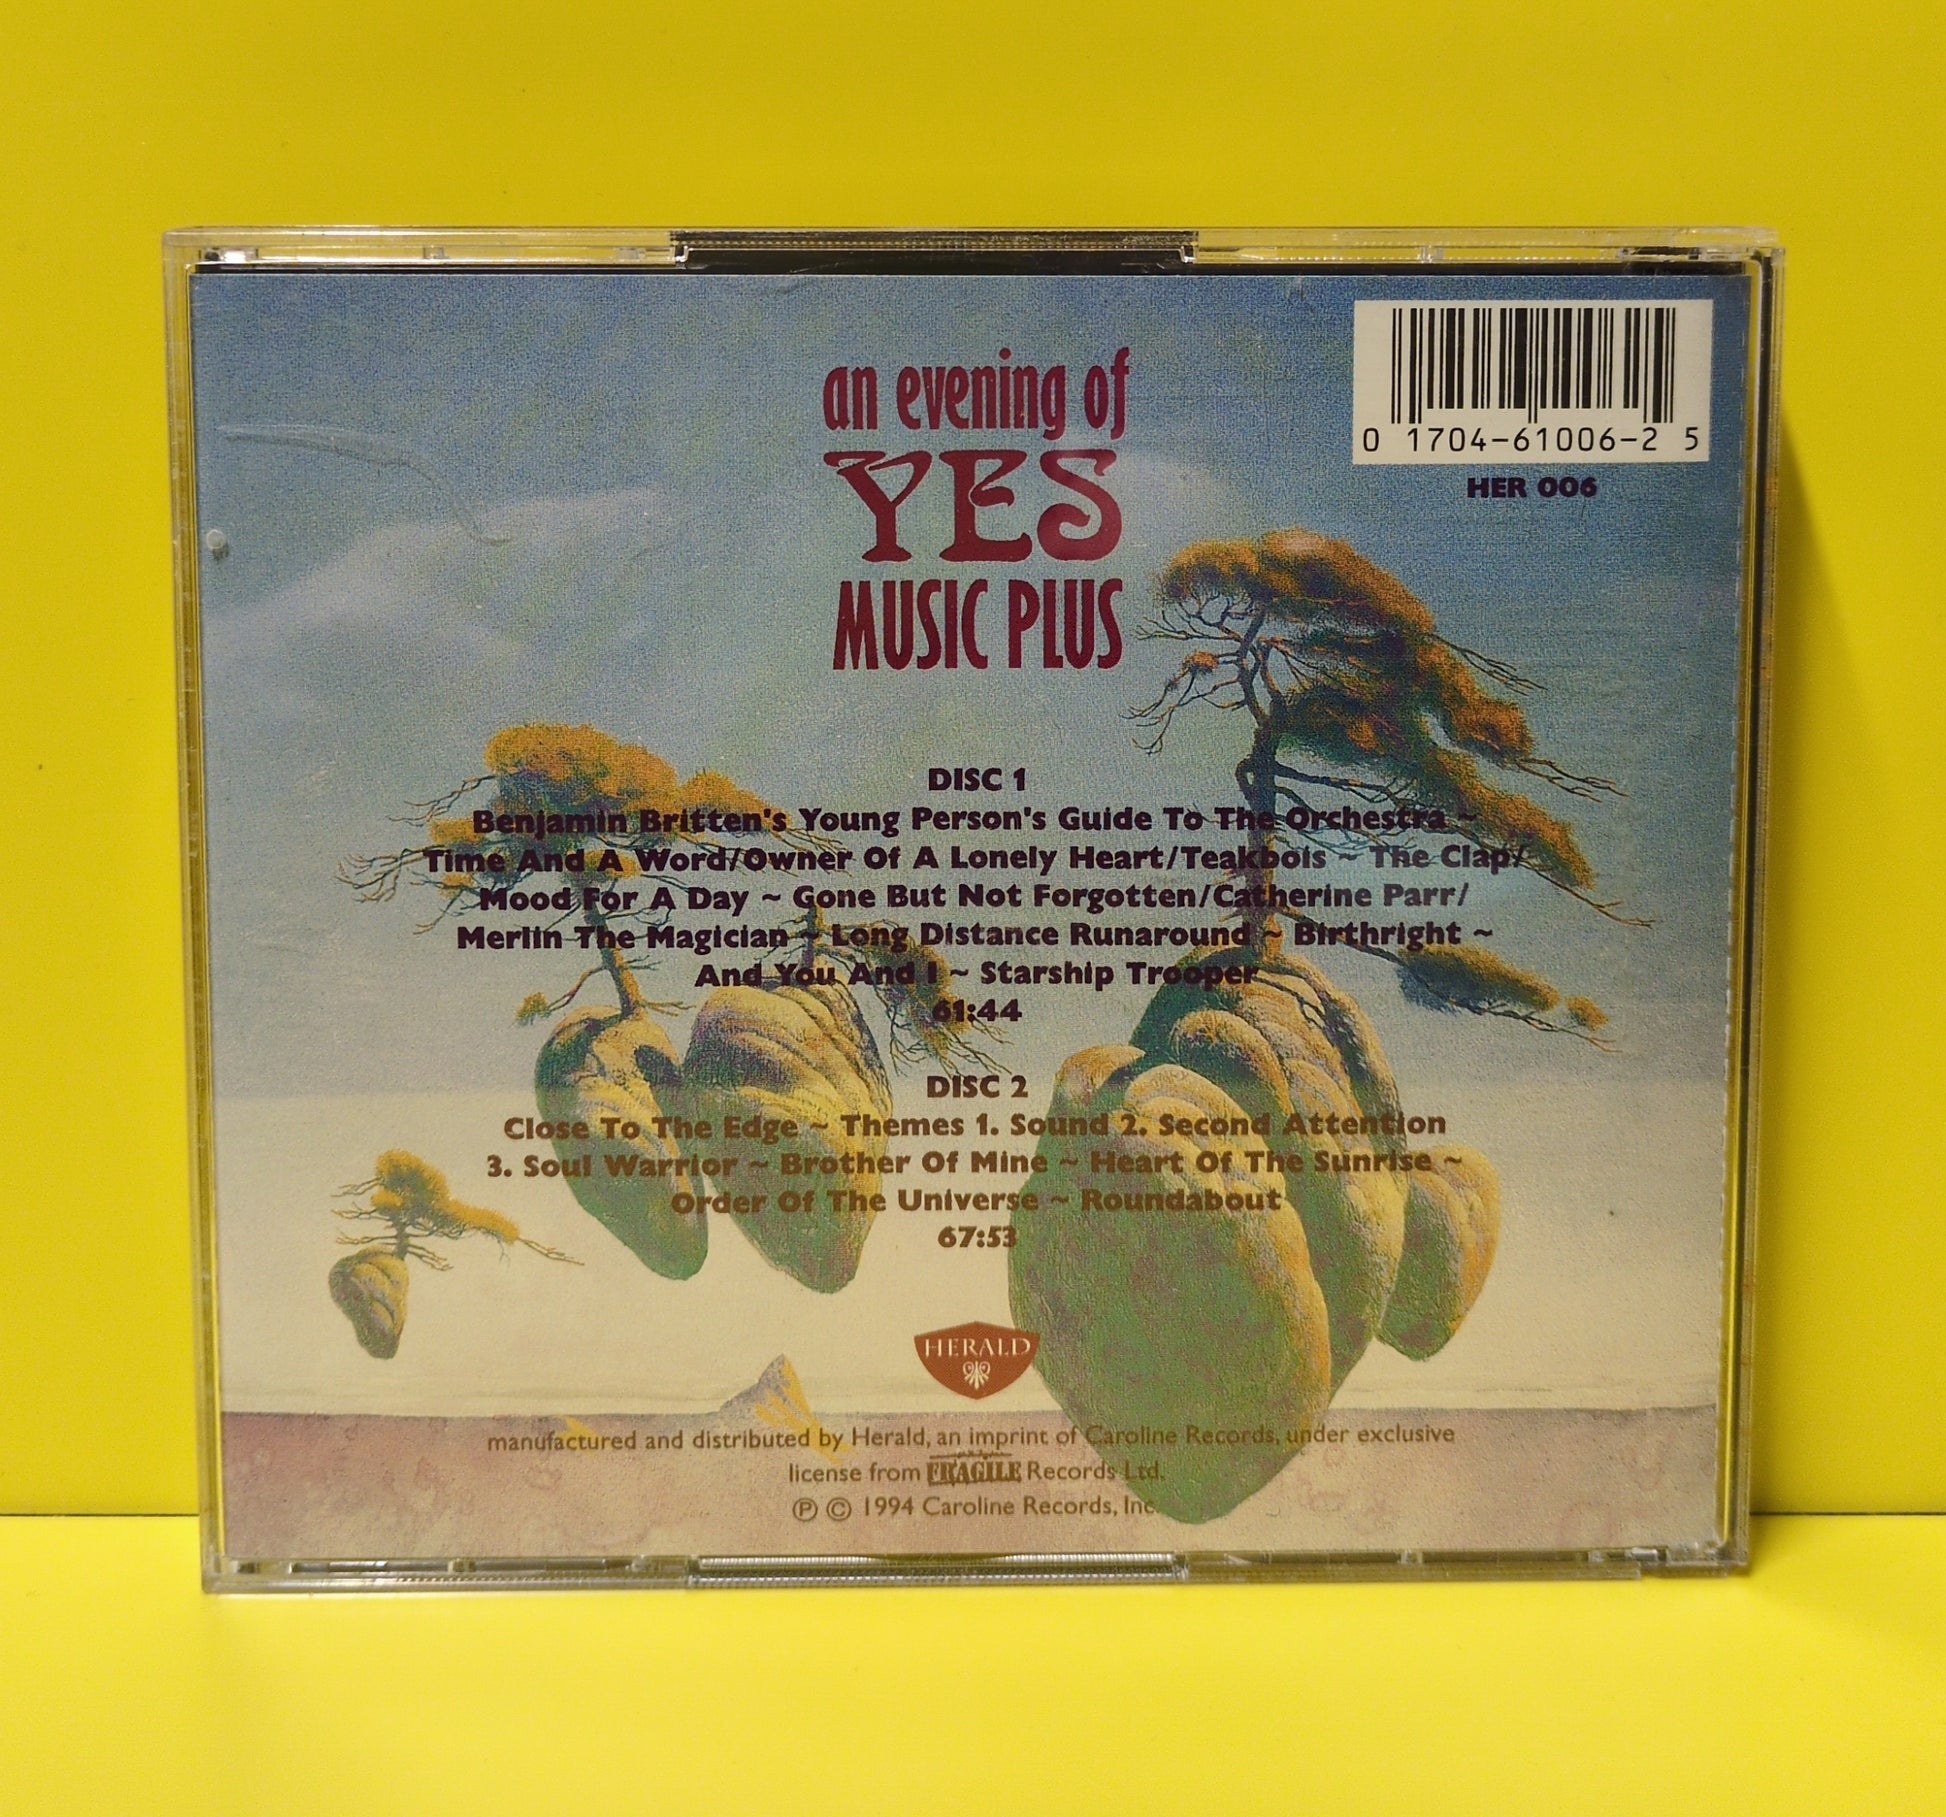 an evening of
YES
MUSIC PLUS
0 1704-61006-2 5
HER 006
DISC 1
Benjamin Britten's Young Person's Guide To The Orchestra ~
Time And A Word/Owner Of A Lonely Heart/Teakbois ~ The Clap/
Mood For A Day ~ Gone But Not Forgotten/Catherine Parr/
Merlin The Magician ~ Long Distance Runaround ~ Birthright ~
And You And I ~ Starship Trooper
61:44
DISC 2
Close To The Edge ~ Themes 1. Sound 2. Second Attention
3. Soul Warrior ~ Brother Of Mine ~ Heart Of The Sunrise ~
Order Of The Universe ~ Roundabout
67:53
HERALD
manufactured and distributed by Herald, an imprint of Caroline Records, under exclusive
license from FRAGILE Records Ltd.
℗ © 1994 Caroline Records, Inc.